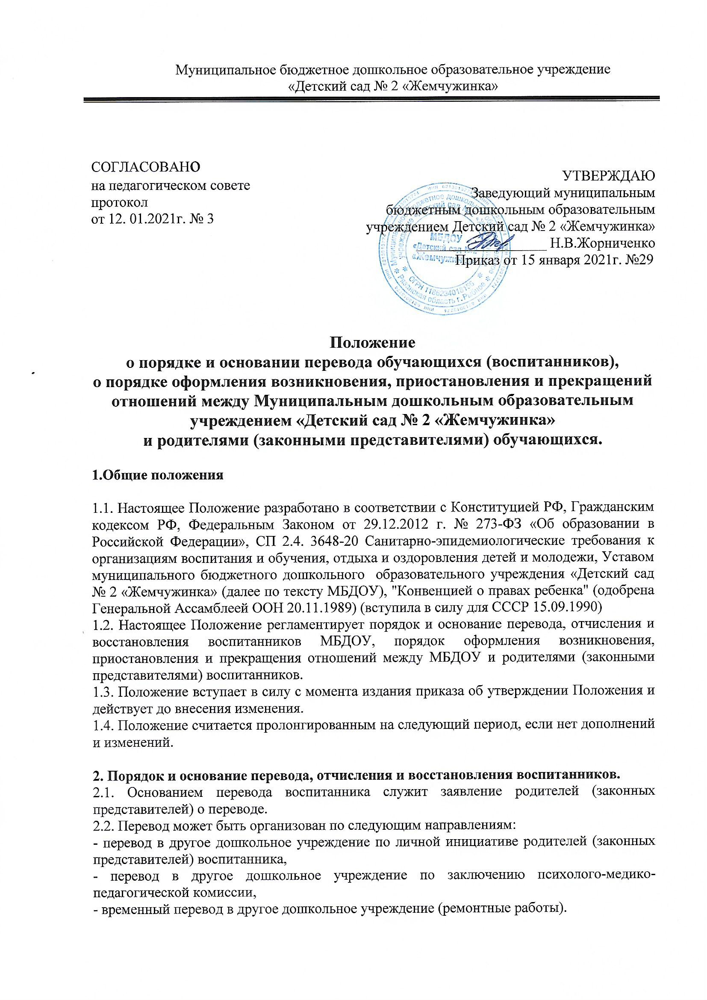 Муниципальное бюджетное дошкольное образовательное учреждение
«Детский сад № 2 «Жемчужинка»
СОГЛАСОВАНО
на педагогическом совете
протокол
от 12. 01.2021г. № 3
УТВЕРЖДАЮ
Заведующий муниципальным
бюджетным дошкольным образовательным
учреждением Детский сад № 2 «Жемчужинка»
Н.В.Жорниченко
Приказ от 15 января 2021г. №29
МБДОУ
«Детский сад №2
«Жемчужинка»
ОГРН 1186234018156
Рязанская область г.Рыбное
ИНН 6213013774
Положение
о порядке и основании перевода обучающихся (воспитанников),
о порядке оформления возникновения, приостановления и прекращений
отношений между Муниципальным дошкольным образовательным
учреждением «Детский сад № 2 «Жемчужинка»
и родителями (законными представителями) обучающихся.
1.Общие положения
1.1. Настоящее Положение разработано в соответствии с Конституцией РФ, Гражданским
кодексом РФ, Федеральным Законом от 29.12.2012 г. № 273-ФЗ «Об образовании в
Российской Федерации», СП 2.4. 3648-20 Санитарно-эпидемиологические требования к
организациям воспитания и обучения, отдыха и оздоровления детей и молодежи, Уставом
муниципального бюджетного дошкольного образовательного учреждения «Детский сад
№ 2 «Жемчужинка» (далее по тексту МБДОУ), "Конвенцией о правах ребенка" (одобрена
Генеральной Ассамблеей ООН 20.11.1989) (вступила в силу для СССР 15.09.1990)
1.2. Настоящее Положение регламентирует порядок и основание перевода, отчисления и
восстановления воспитанников МБДОУ, порядок оформления возникновения,
приостановления и прекращения отношений между МБДОУ и родителями (законными
представителями) воспитанников.
1.3. Положение вступает в силу с момента издания приказа об утверждении Положения и
действует до внесения изменения.
1.4. Положение считается пролонгированным на следующий период, если нет дополнений
и изменений.
2. Порядок и основание перевода, отчисления и восстановления воспитанников.
2.1. Основанием перевода воспитанника служит заявление родителей (законных
представителей) о переводе.
2.2. Перевод может быть организован по следующим направлениям:
- перевод в другое дошкольное учреждение по личной инициативе родителей (законных
представителей) воспитанника,
- перевод в другое дошкольное учреждение по заключению психолого-медико-
педагогической комиссии,
- временный перевод в другое дошкольное учреждение (ремонтные работы).